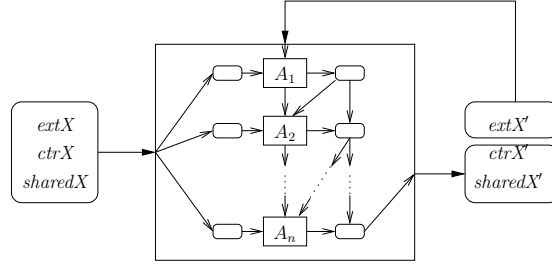 A1
extX
ctrX
sharedX
A2
An
extX′
ctrX′
sharedX′